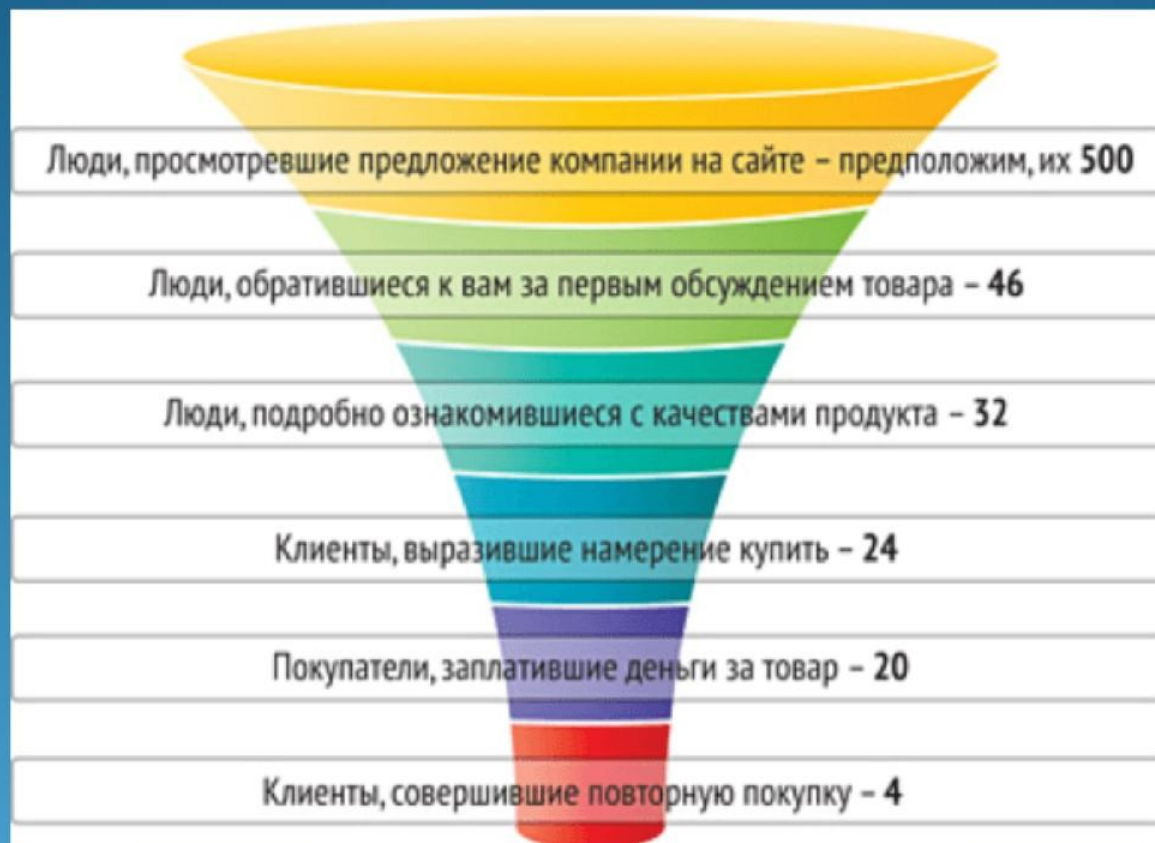 Люди, просмотревшие предложение компании на сайте – предположим, их 500
Люди, обратившиеся к вам за первым обсуждением товара – 46
Люди, подробно ознакомившиеся с качествами продукта – 32
Клиенты, выразившие намерение купить – 24
Покупатели, заплатившие деньги за товар – 20
Клиенты, совершившие повторную покупку – 4